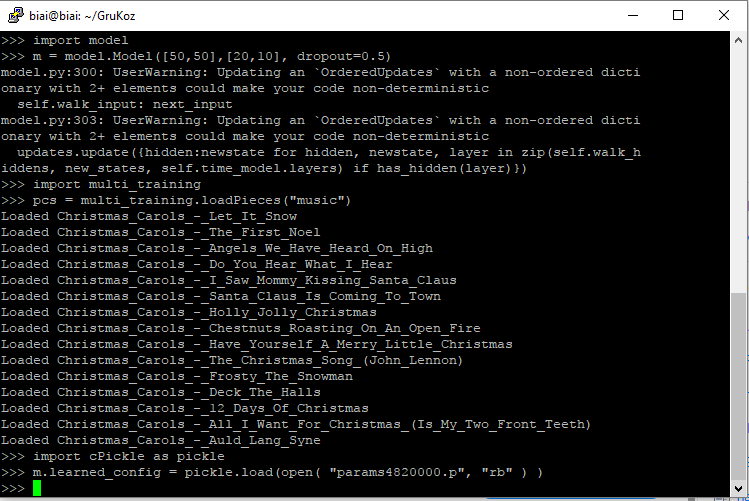 biai@biai: ~/GruKoz
>>> import model
>>> m = model.Model([50,50],[20,10], dropout=0.5)
model.py:300: UserWarning: Updating an `OrderedUpdates` with a non-ordered dicti
onary with 2+ elements could make your code non-deterministic
  self.walk_input: next_input
model.py:303: UserWarning: Updating an `OrderedUpdates` with a non-ordered dicti
onary with 2+ elements could make your code non-deterministic
  updates.update({hidden:newstate for hidden, newstate, layer in zip(self.walk_h
iddens, new_states, self.time_model.layers) if has_hidden(layer)})
>>> import multi_training
>>> pcs = multi_training.loadPieces("music")
Loaded Christmas_Carols_-_Let_It_Snow
Loaded Christmas_Carols_-_The_First_Noel
Loaded Christmas_Carols_-_Angels_We_Have_Heard_On_High
Loaded Christmas_Carols_-_Do_You_Hear_What_I_Hear
Loaded Christmas_Carols_-_I_Saw_Mommy_Kissing_Santa_Claus
Loaded Christmas_Carols_-_Santa_Claus_Is_Coming_To_Town
Loaded Christmas_Carols_-_Holly_Jolly_Christmas
Loaded Christmas_Carols_-_Chestnuts_Roasting_On_An_Open_Fire
Loaded Christmas_Carols_-_Have_Yourself_A_Merry_Little_Christmas
Loaded Christmas_Carols_-_The_Christmas_Song_(John_Lennon)
Loaded Christmas_Carols_-_Frosty_The_Snowman
Loaded Christmas_Carols_-_Deck_The_Halls
Loaded Christmas_Carols_-_12_Days_Of_Christmas
Loaded Christmas_Carols_-_All_I_Want_For_Christmas_(Is_My_Two_Front_Teeth)
Loaded Christmas_Carols_-_Auld_Lang_Syne
>>> import cPickle as pickle
>>> m.learned_config = pickle.load(open( "params4820000.p", "rb" ) )
>>>